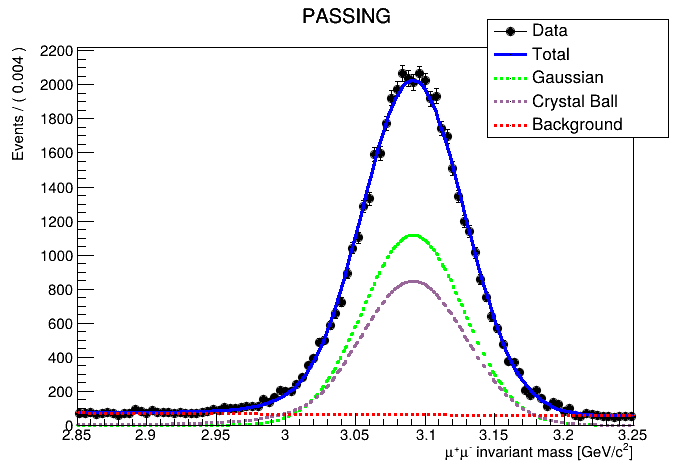 PASSING
Data
Total
Gaussian
Crystal Ball
Background
Events / ( 0.004 )
2200
2000
1800
1600
1400
1200
1000
800
600
400
200
0
2.85 2.9 2.95 3 3.05 3.1 3.15 3.2 3.25
μ⁺μ⁻ invariant mass [GeV/c²]